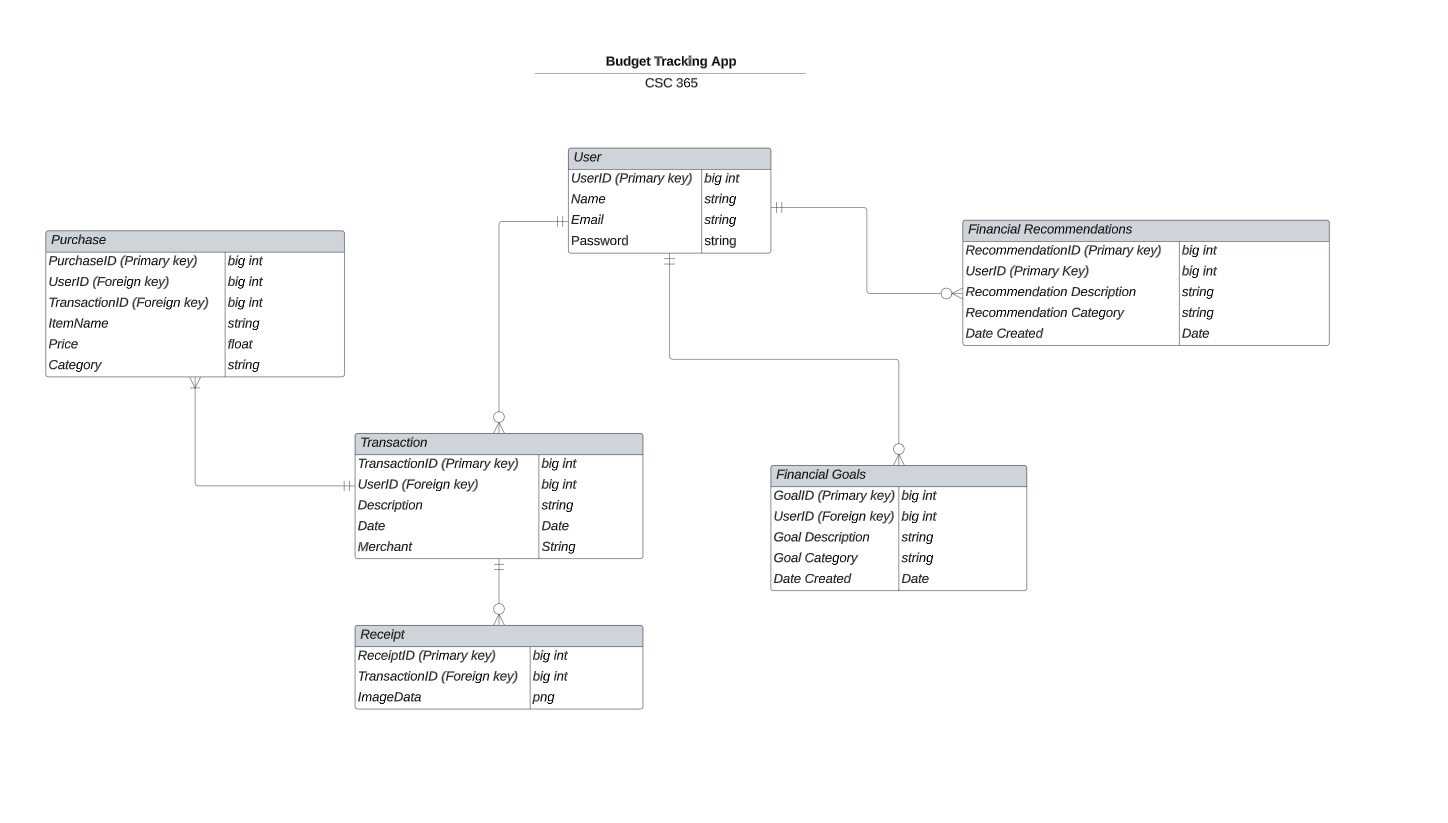 Budget Tracking App
CSC 365
User
UserID (Primary key) big int
Name string
Email string
Password string
Purchase
PurchaseID (Primary key) big int
UserID (Foreign key) big int
TransactionID (Foreign key) big int
ItemName string
Price float
Category string
Financial Recommendations
RecommendationID (Primary key) big int
UserID (Primary Key) big int
Recommendation Description string
Recommendation Category string
Date Created Date
Transaction
TransactionID (Primary key) big int
UserID (Foreign key) big int
Description string
Date Date
Merchant String
Financial Goals
GoalID (Primary key) big int
UserID (Foreign key) big int
Goal Description string
Goal Category string
Date Created Date
Receipt
ReceiptID (Primary key) big int
TransactionID (Foreign key) big int
ImageData png